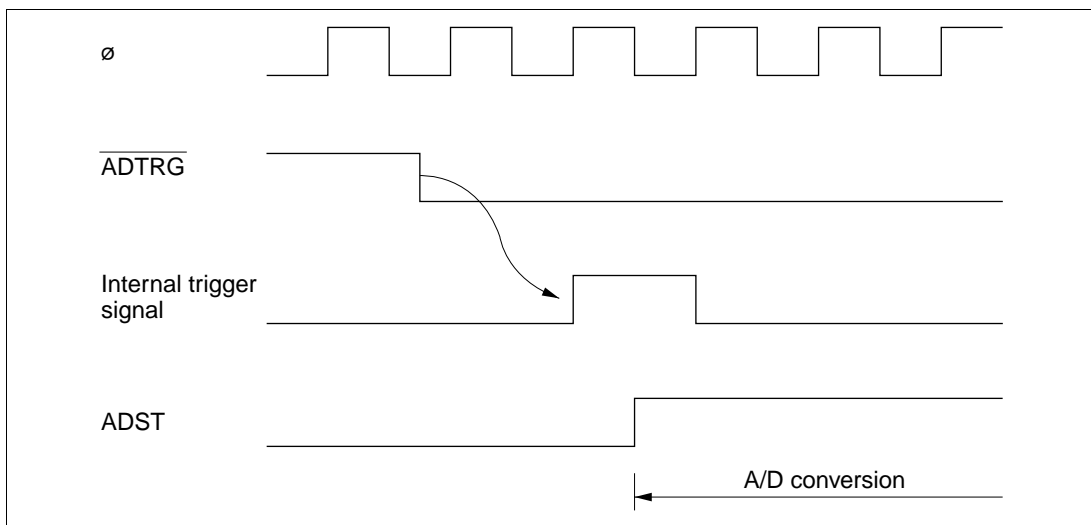 ø
ADTRG
Internal trigger
signal
ADST
A/D conversion